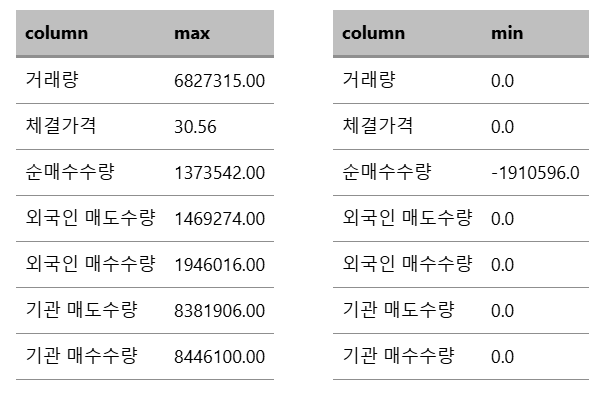 column max
거래량 6827315.00
체결가격 30.56
순매수수량 1373542.00
외국인 매도수량 1469274.00
외국인 매수수량 1946016.00
기관 매도수량 8381906.00
기관 매수수량 8446100.00
column min
거래량 0.0
체결가격 0.0
순매수수량 -1910596.0
외국인 매도수량 0.0
외국인 매수수량 0.0
기관 매도수량 0.0
기관 매수수량 0.0